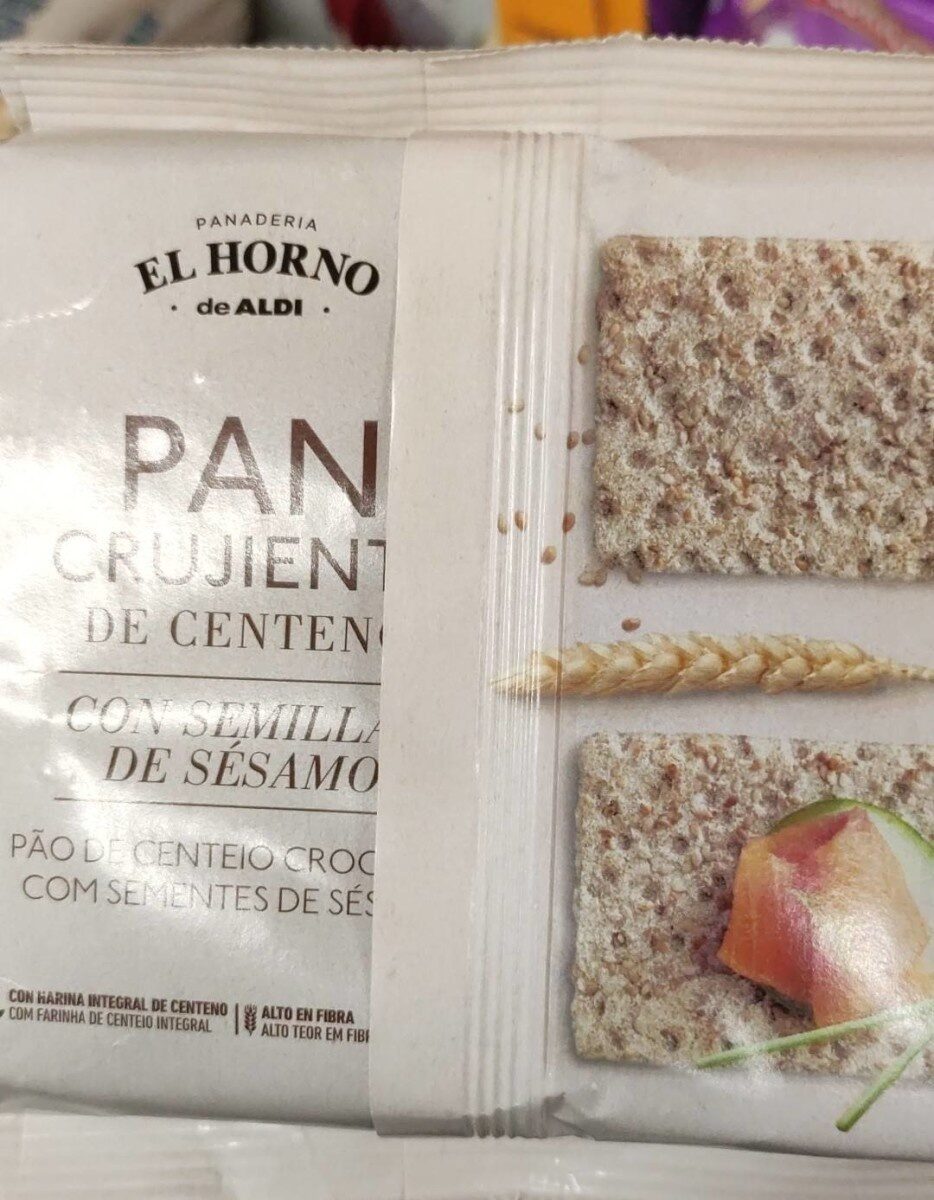 PANADERIA
EL HORNO
· de ALDI ·
PAN
CRUJIENT
DE CENTENO
CON SEMILLA
DE SÉSAMO
PÃO DE CENTEIO CROC
COM SEMENTES DE SÉS
CON HARINA INTEGRAL DE CENTENO
COM FARINHA DE CENTEIO INTEGRAL
ALTO EN FIBRA
ALTO TEOR EM FIBR